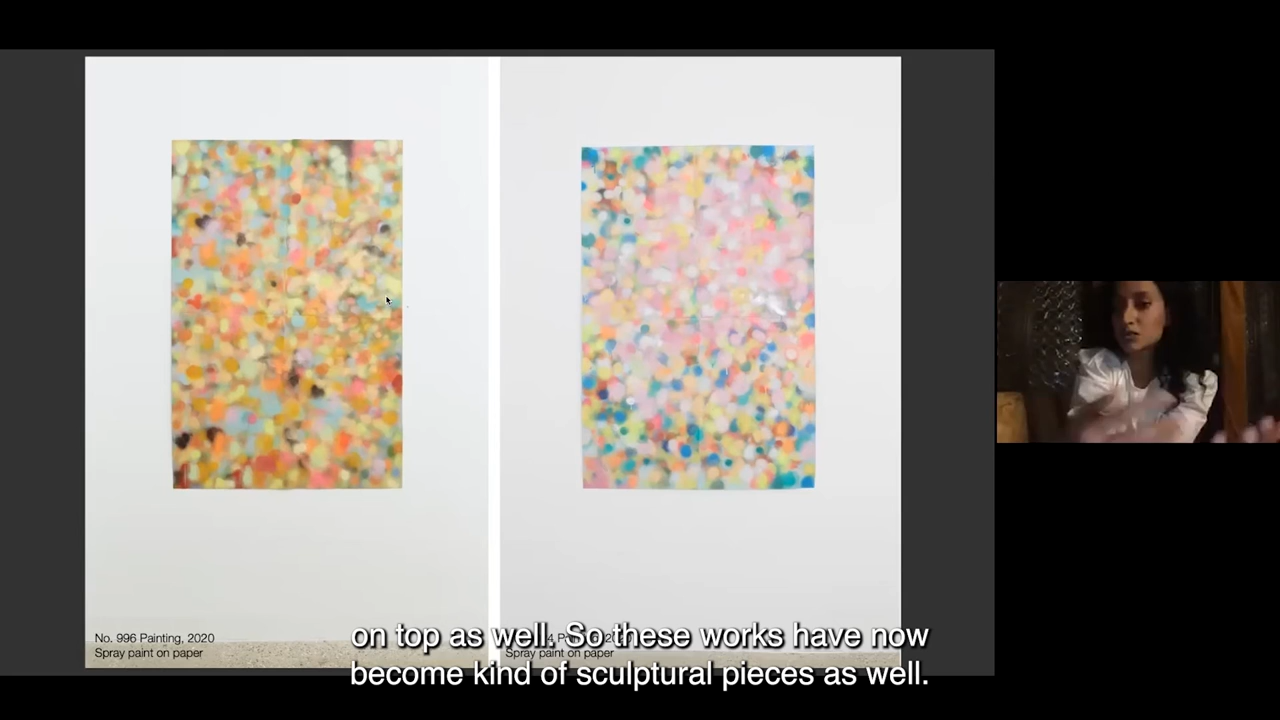 No. 996 Painting, 2020
Spray paint on paper
Spray paint on paper
on top as well. So these works have now
become kind of sculptural pieces as well.